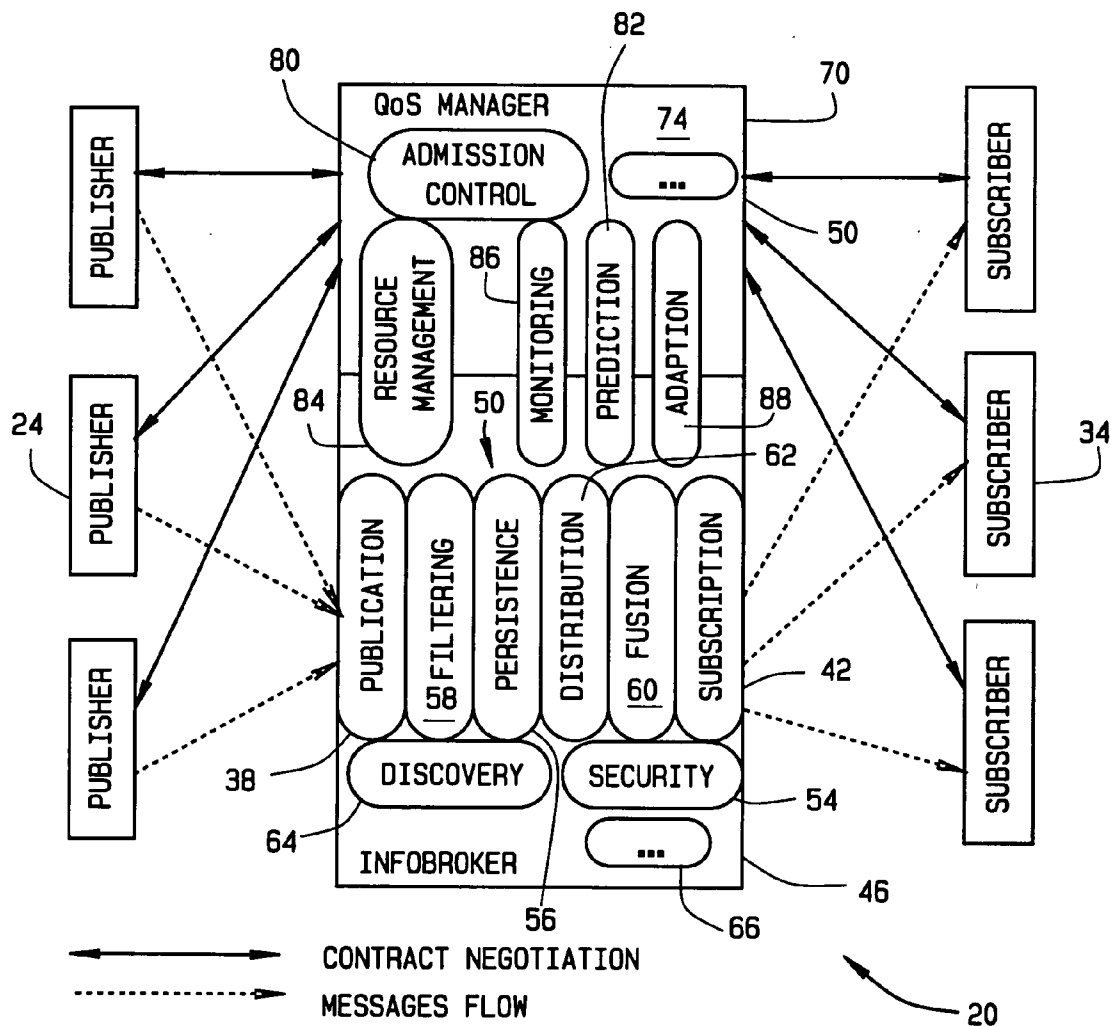 82
80
70
QoS MANAGER
74
ADMISSION
CONTROL
...
50
PUBLISHER
SUBSCRIBER
86
RESOURCE
MANAGEMENT
MONITORING
PREDICTION
ADAPTION
84
50
88
62
24
PUBLISHER
SUBSCRIBER
34
PUBLICATION
FILTERING
58
PERSISTENCE
DISTRIBUTION
FUSION
60
SUBSCRIPTION
42
PUBLISHER
SUBSCRIBER
38
DISCOVERY
SECURITY
54
64
...
INFOBROKER
46
56
66
CONTRACT NEGOTIATION
MESSAGES FLOW
20